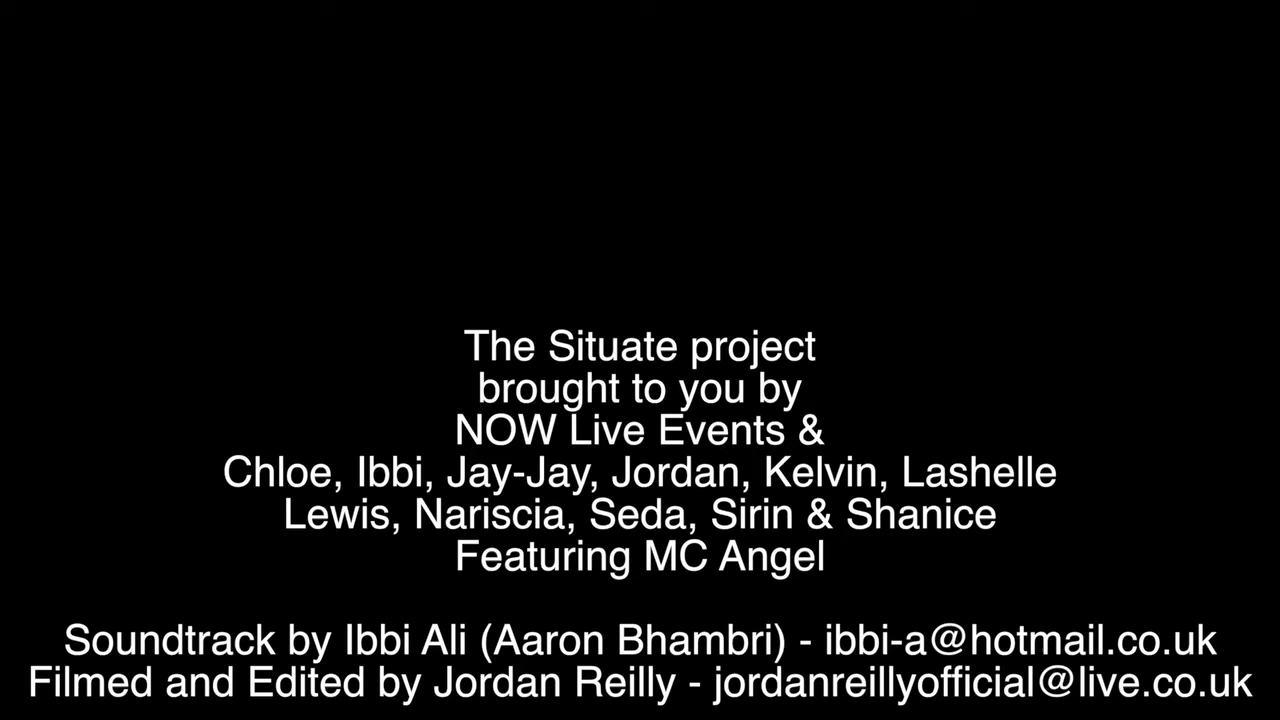 The Situate project
brought to you by
NOW Live Events &
Chloe, Ibbi, Jay-Jay, Jordan, Kelvin, Lashelle
Lewis, Nariscia, Seda, Sirin & Shanice
Featuring MC Angel
Soundtrack by Ibbi Ali (Aaron Bhambri) - ibbi-a@hotmail.co.uk
Filmed and Edited by Jordan Reilly - jordanreillyofficial@live.co.uk